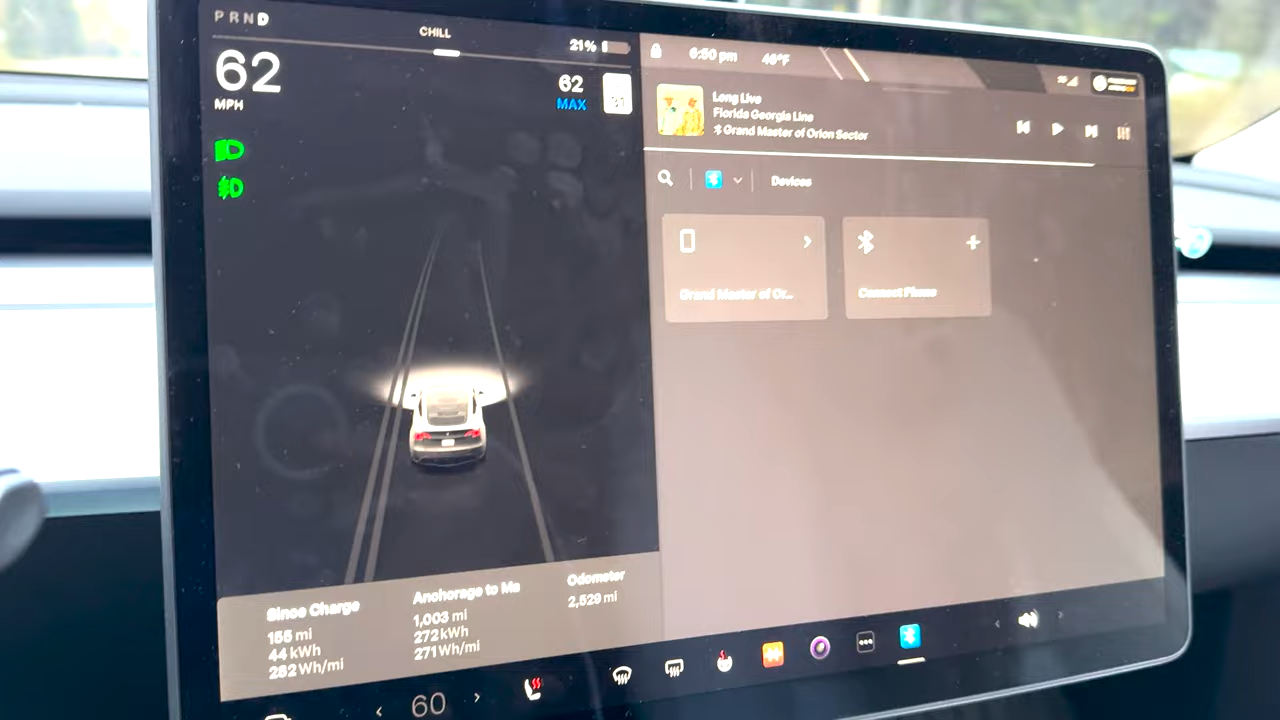 PRND
CHILL
21%
62
MPH
62
MAX
6:50 pm
46°F
Long Live
Florida Georgia Line
Grand Master of Orion Sector
Devices
Grand Master of Or...
Connect Phone
Since Charge
155 mi
44 kWh
282 Wh/mi
Anchorage to Ma
1,003 mi
272 kWh
271 Wh/mi
Odometer
2,529 mi
60